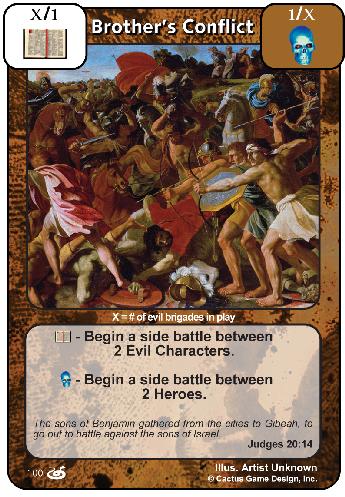 X/1
Brother's Conflict
1/X
X = # of evil brigades in play
- Begin a side battle between
2 Evil Characters.
- Begin a side battle between
2 Heroes.
The sons of Benjamin gathered from the cities to Gibeah, to
go out to battle against the sons of Israel.
Judges 20:14
100
Illus. Artist Unknown
© Cactus Game Design, Inc.